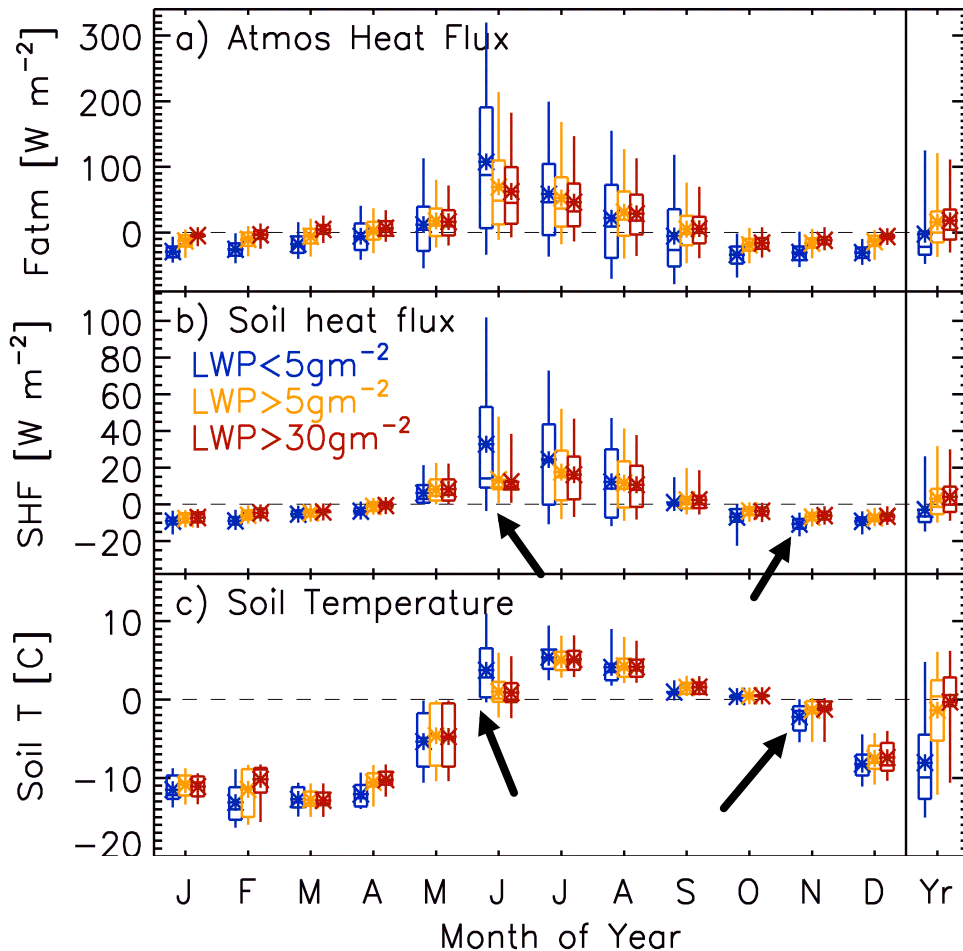 a) Atmos Heat Flux
Fatm [W m⁻²]
300
200
100
0
b) Soil heat flux
LWP<5gm⁻²
LWP>5gm⁻²
LWP>30gm⁻²
SHF [W m⁻²]
100
80
60
40
20
0
−20
c) Soil Temperature
Soil T [C]
10
0
−10
−20
J F M A M J J A S O N D Yr
Month of Year